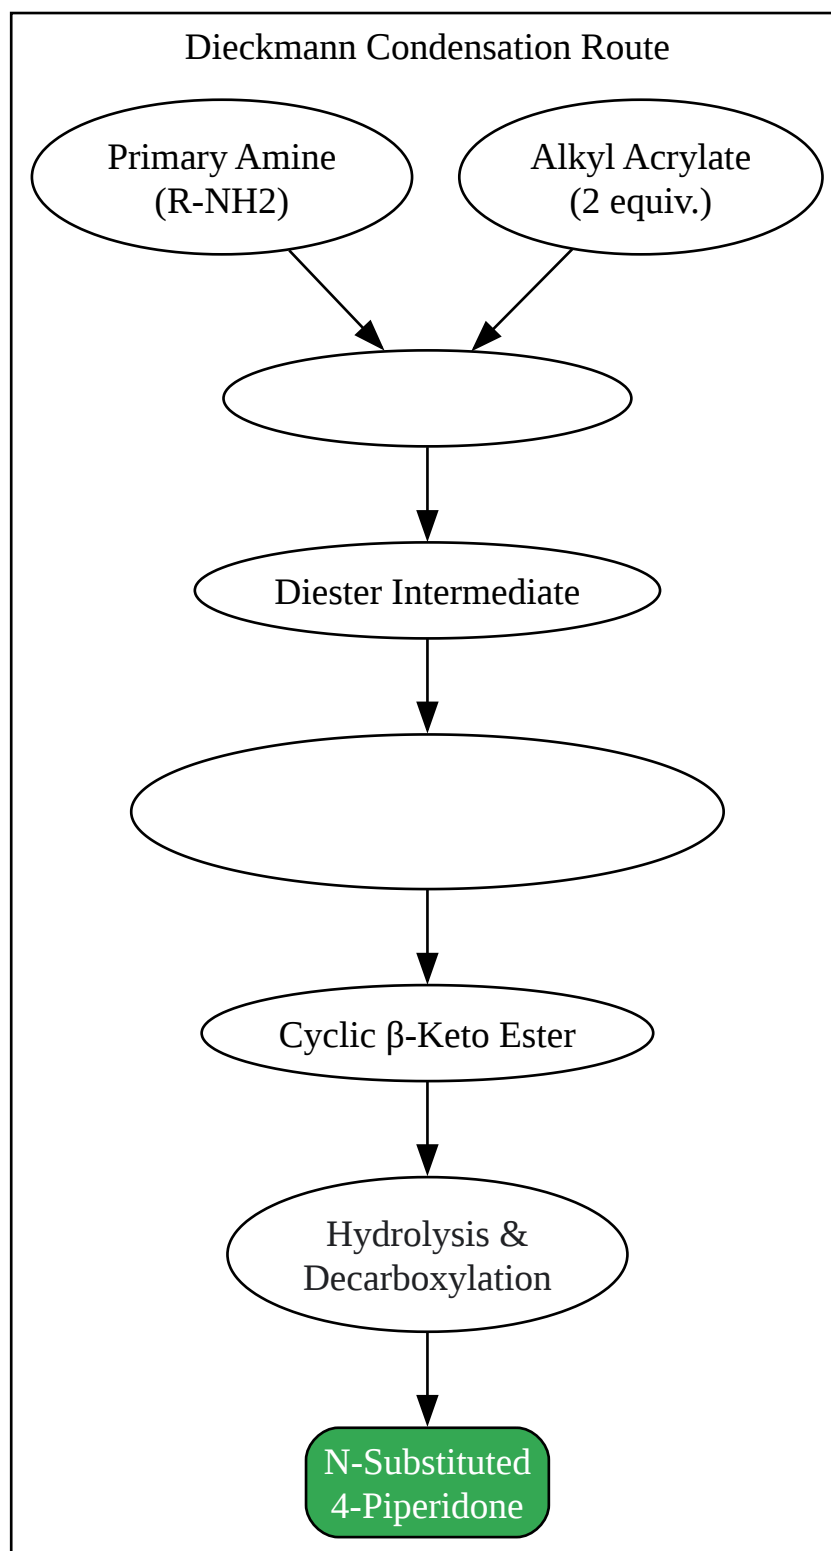 Dieckmann Condensation Route
Primary Amine
(R-NH2)
Alkyl Acrylate
(2 equiv.)
Diester Intermediate
Cyclic β-Keto Ester
Hydrolysis &
Decarboxylation
N-Substituted
4-Piperidone